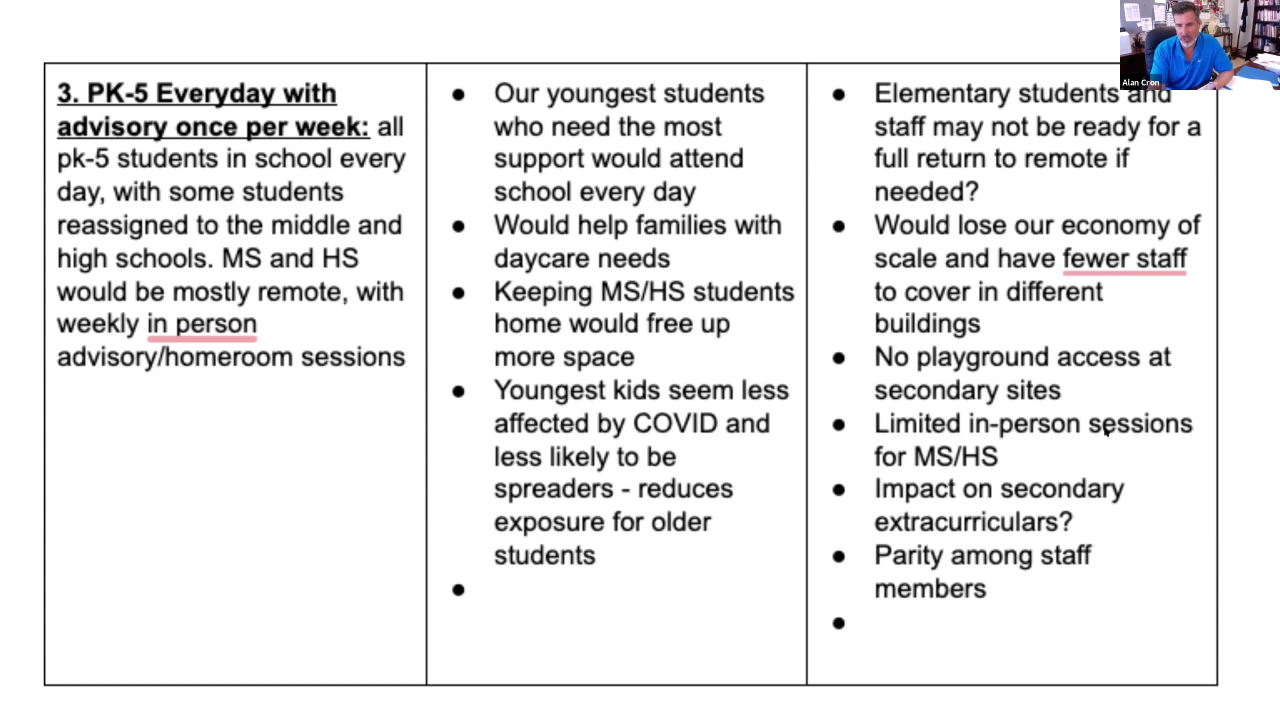 Alan Cron
3. PK-5 Everyday with
advisory once per week: all
pk-5 students in school every
day, with some students
reassigned to the middle and
high schools. MS and HS
would be mostly remote, with
weekly in person
advisory/homeroom sessions
● Our youngest students
who need the most
support would attend
school every day
● Would help families with
daycare needs
● Keeping MS/HS students
home would free up
more space
● Youngest kids seem less
affected by COVID and
less likely to be
spreaders - reduces
exposure for older
students
●
● Elementary students and
staff may not be ready for a
full return to remote if
needed?
● Would lose our economy of
scale and have fewer staff
to cover in different
buildings
● No playground access at
secondary sites
● Limited in-person sessions
for MS/HS
● Impact on secondary
extracurriculars?
● Parity among staff
members
●